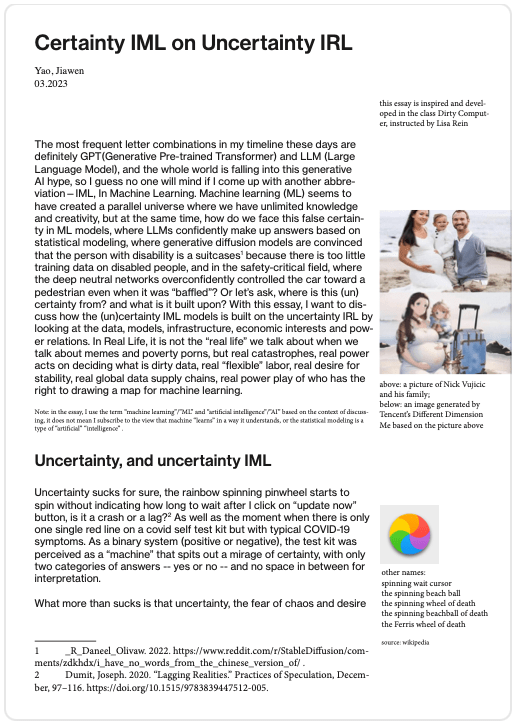 Certainty IML on Uncertainty IRL
Yao, Jiawen
03.2023
this essay is inspired and devel-
oped in the class Dirty Comput-
er, instructed by Lisa Rein
The most frequent letter combinations in my timeline these days are
definitely GPT(Generative Pre-trained Transformer) and LLM (Large
Language Model), and the whole world is falling into this generative
AI hype, so I guess no one will mind if I come up with another abbre-
viation—IML, In Machine Learning. Machine learning (ML) seems to
have created a parallel universe where we have unlimited knowledge
and creativity, but at the same time, how do we face this false certain-
ty in ML models, where LLMs confidently make up answers based on
statistical modeling, where generative diffusion models are convinced
that the person with disability is a suitcases1 because there is too little
training data on disabled people, and in the safety-critical field, where
the deep neural networks overconfidently controlled the car toward a
pedestrian even when it was “baffled”? Or let’s ask, where is this (un)
certainty from? and what is it built upon? With this essay, I want to dis-
cuss how the (un)certainty IML models is built on the uncertainty IRL by
looking at the data, models, infrastructure, economic interests and pow-
er relations. In Real Life, it is not the “real life” we talk about when we
talk about memes and poverty porns, but real catastrophes, real power
acts on deciding what is dirty data, real “flexible” labor, real desire for
stability, real global data supply chains, real power play of who has the
right to drawing a map for machine learning.
above: a picture of Nick Vujicic
and his family;
below: an image generated by
Tencent’s Different Dimension
Me based on the picture above
Note: in the essay, I use the term “machine learning”/“ML” and “artificial intelligence”/“AI” based on the context of discuss-
ing, it does not mean I subscribe to the view that machine “learns” in a way it understands, or the statistical modeling is a
type of “artificial” “intelligence” .
Uncertainty, and uncertainty IML
Uncertainty sucks for sure, the rainbow spinning pinwheel starts to
spin without indicating how long to wait after I click on “update now”
button, is it a crash or a lag?2 As well as the moment when there is only
one single red line on a covid self test kit but with typical COVID-19
symptoms. As a binary system (positive or negative), the test kit was
perceived as a “machine” that spits out a mirage of certainty, with only
two categories of answers -- yes or no -- and no space in between for
interpretation.
What more than sucks is that uncertainty, the fear of chaos and desire
other names:
spinning wait cursor
the spinning beach ball
the spinning wheel of death
the spinning beachball of death
the Ferris wheel of death
source: wikipedia
1 _R_Daneel_Olivaw. 2022. https://www.reddit.com/r/StableDiffusion/com-
ments/zdkhdx/i_have_no_words_from_the_chinese_version_of/ .
2 Dumit, Joseph. 2020. “Lagging Realities.” Practices of Speculation, Decem-
ber, 97–116. https://doi.org/10.1515/9783839447512-005.